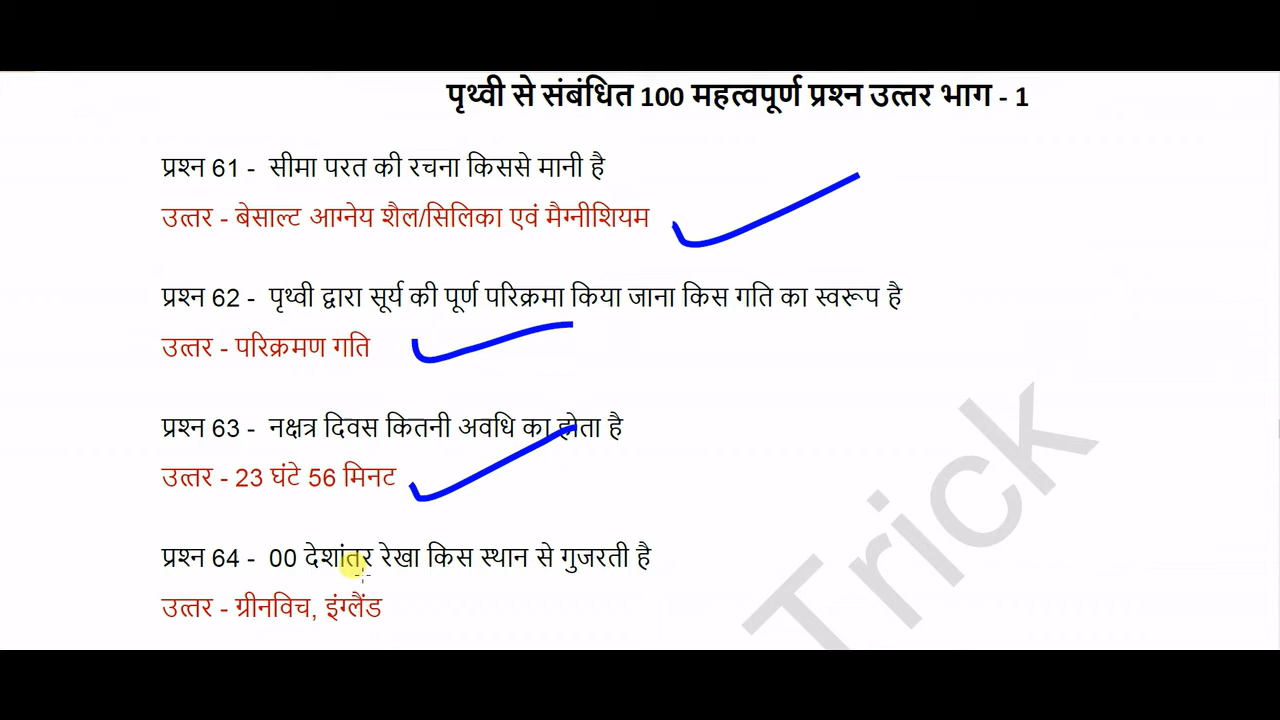 पृथ्वी से संबंधित 100 महत्वपूर्ण प्रश्न उत्तर भाग - 1
प्रश्न 61 - सीमा परत की रचना किससे मानी है
उत्तर - बेसाल्ट आग्नेय शैल/सिलिका एवं मैग्नीशियम
प्रश्न 62 - पृथ्वी द्वारा सूर्य की पूर्ण परिक्रमा किया जाना किस गति का स्वरूप है
उत्तर - परिक्रमण गति
प्रश्न 63 - नक्षत्र दिवस कितनी अवधि का होता है
उत्तर - 23 घंटे 56 मिनट
प्रश्न 64 - 00 देशांतर रेखा किस स्थान से गुजरती है
उत्तर - ग्रीनविच, इंग्लैंड
Trick